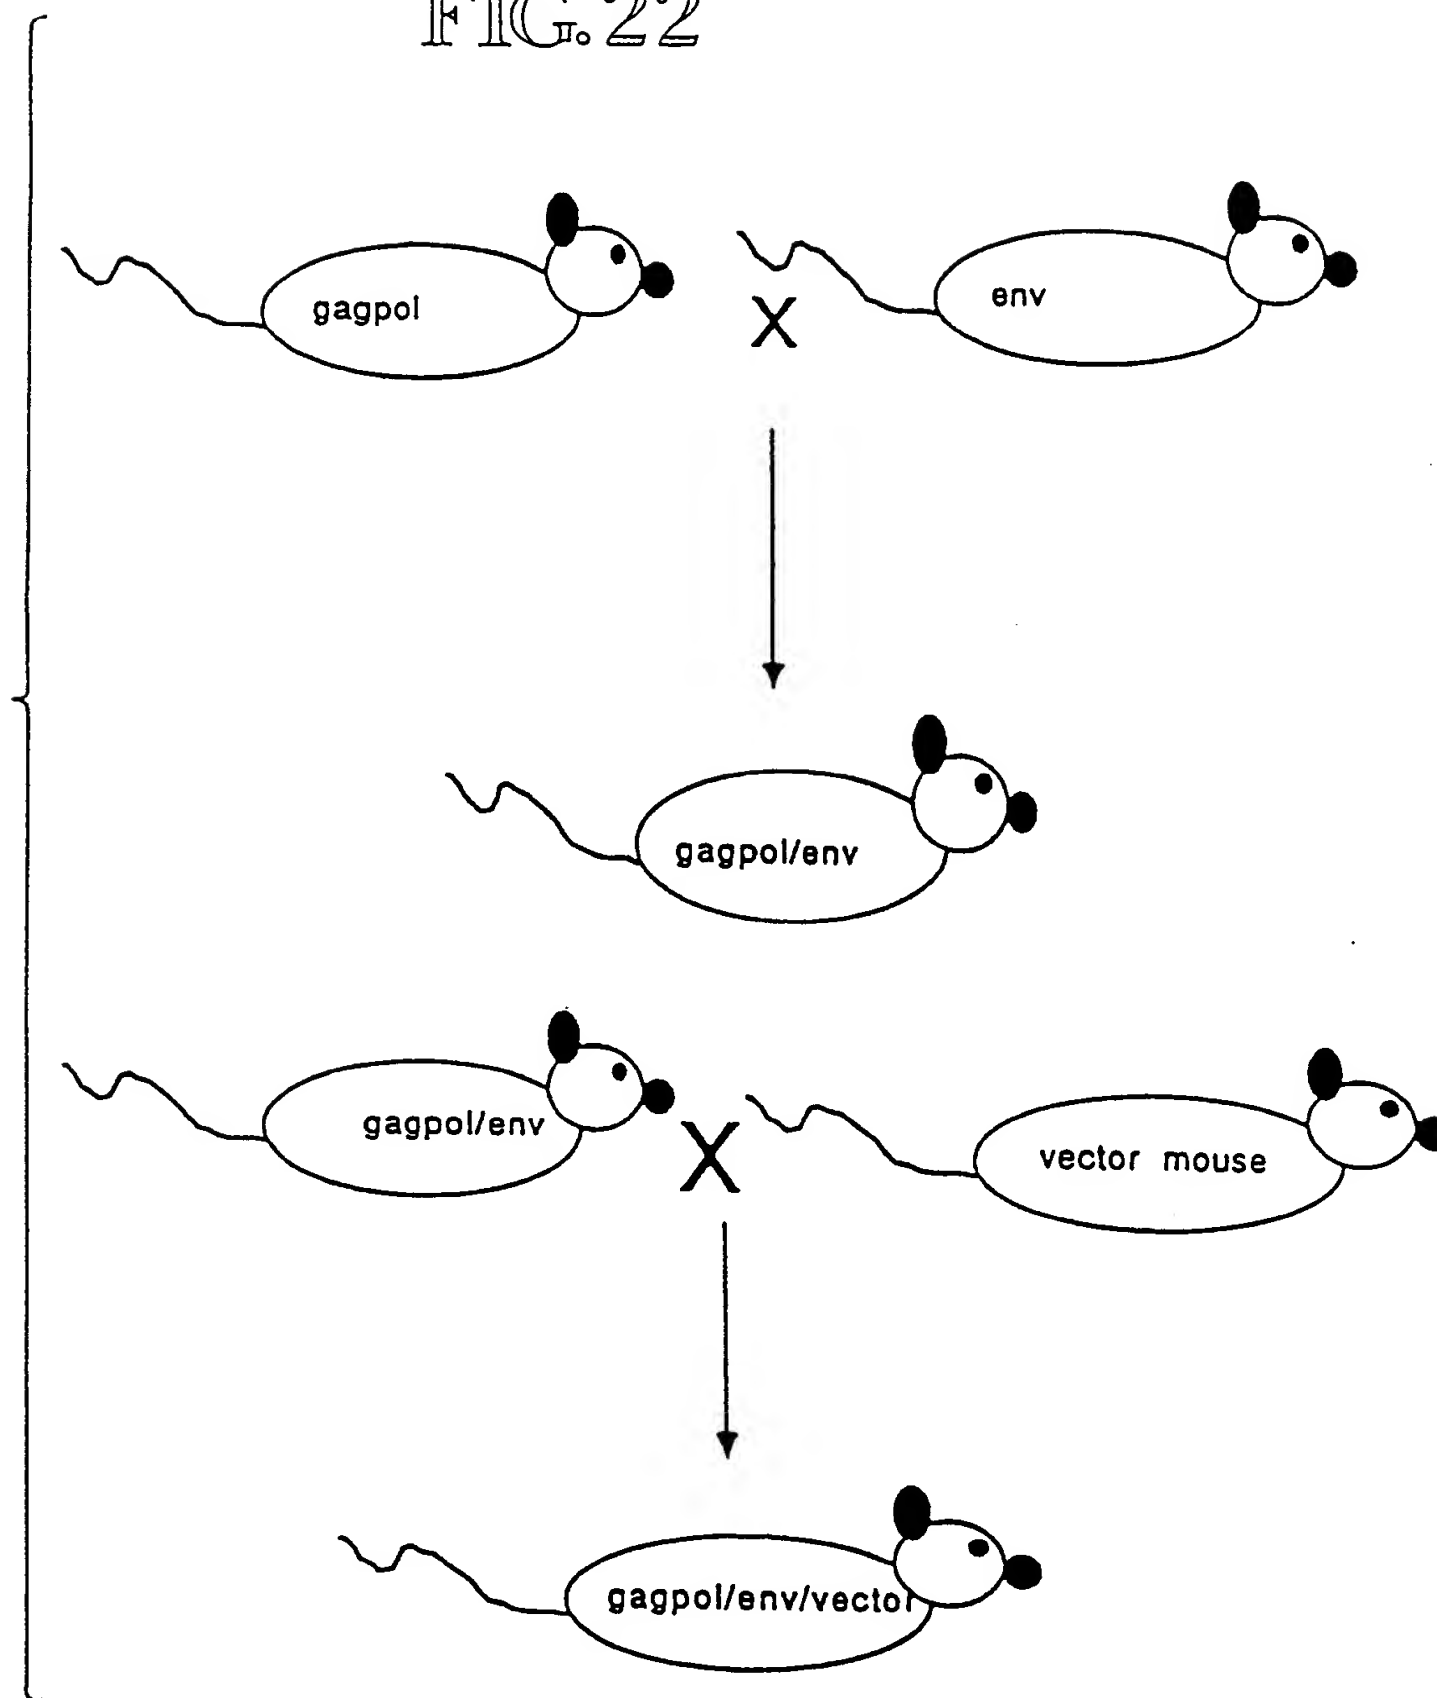 FIG. 22
gagpol
X
env
gagpol/env
gagpol/env
X
vector mouse
gagpol/env/vector